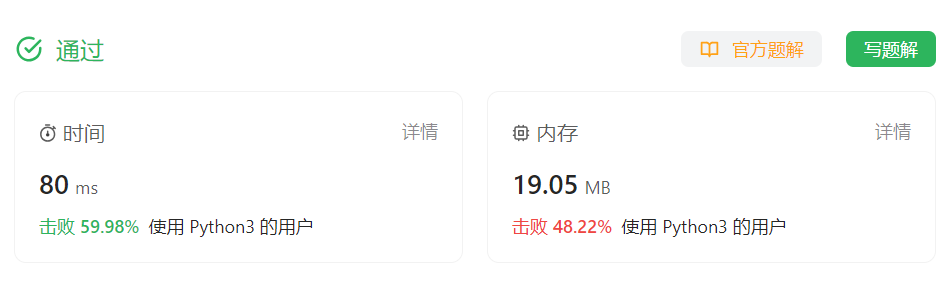 通过
官方题解
写题解
时间
详情
80 ms
击败 59.98% 使用 Python3 的用户
内存
详情
19.05 MB
击败 48.22% 使用 Python3 的用户